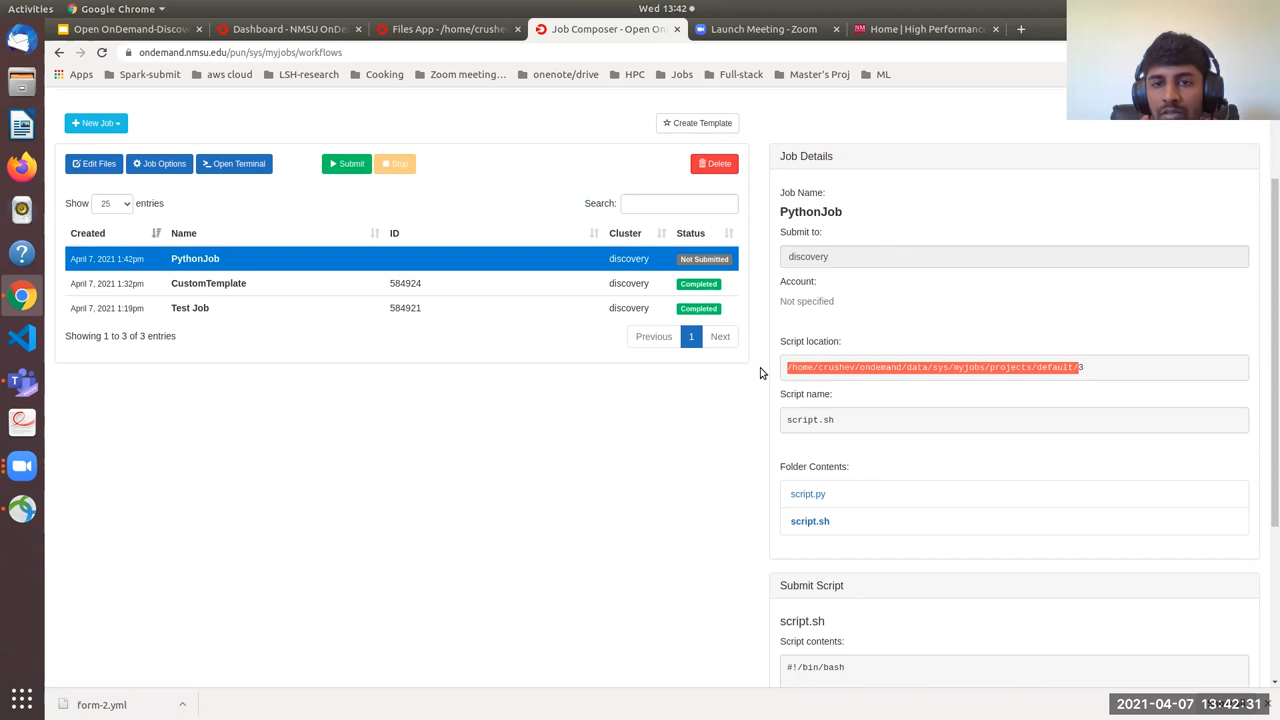 Activities
Google Chrome
Wed 13:42
Open OnDemand-Discov
Dashboard - NMSU OnDe
Files App - /home/crushe
Job Composer - Open On
Launch Meeting - Zoom
Home | High Performance
ondemand.nmsu.edu/pun/sys/myjobs/workflows
Apps
Spark-submit
aws cloud
LSH-research
Cooking
Zoom meeting...
onenote/drive
HPC
Jobs
Full-stack
Master's Proj
ML
New Job
Create Template
Edit Files
Job Options
Open Terminal
Submit
Stop
Delete
Show 25 entries
Search:
Created Name ID Cluster Status
April 7, 2021 1:42pm PythonJob discovery Not Submitted
April 7, 2021 1:32pm CustomTemplate 584924 discovery Completed
April 7, 2021 1:19pm Test Job 584921 discovery Completed
Showing 1 to 3 of 3 entries
Previous 1 Next
Job Details
Job Name:
PythonJob
Submit to:
discovery
Account:
Not specified
Script location:
/home/crushev/ondemand/data/sys/myjobs/projects/default/3
Script name:
script.sh
Folder Contents:
script.py
script.sh
Submit Script
script.sh
Script contents:
#!/bin/bash
form-2.yml
2021-04-07 13:42:31